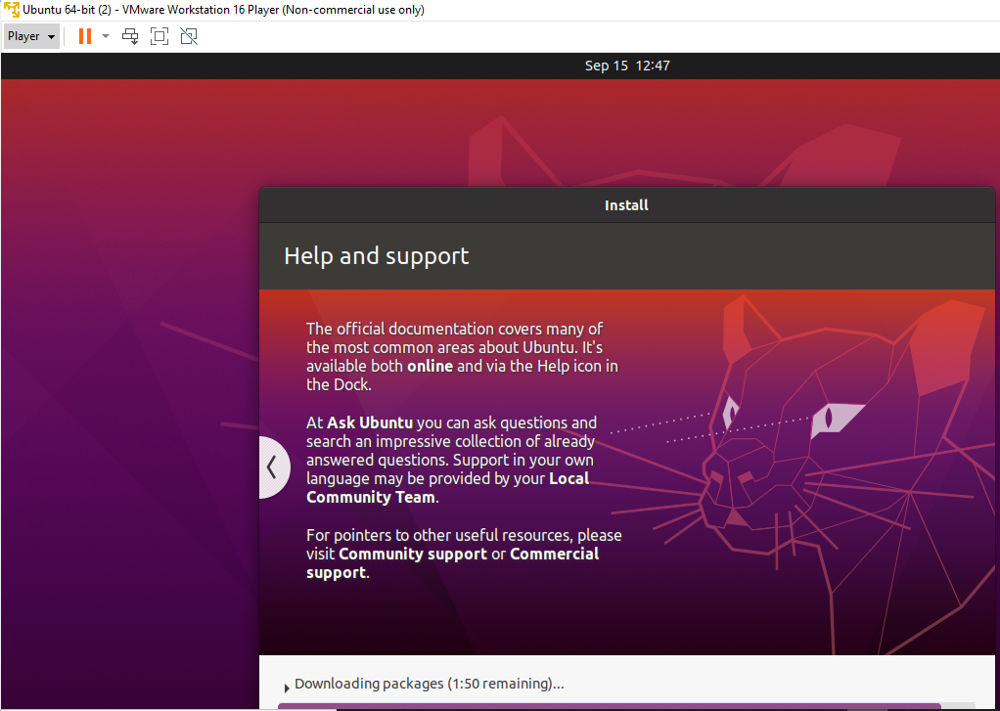 Ubuntu 64-bit (2) - VMware Workstation 16 Player (Non-commercial use only)
Player
Sep 15 12:47
Install
Help and support
The official documentation covers many of
the most common areas about Ubuntu. It's
available both online and via the Help icon in
the Dock.
At Ask Ubuntu you can ask questions and
search an impressive collection of already
answered questions. Support in your own
language may be provided by your Local
Community Team.
For pointers to other useful resources, please
visit Community support or Commercial
support.
Downloading packages (1:50 remaining)...